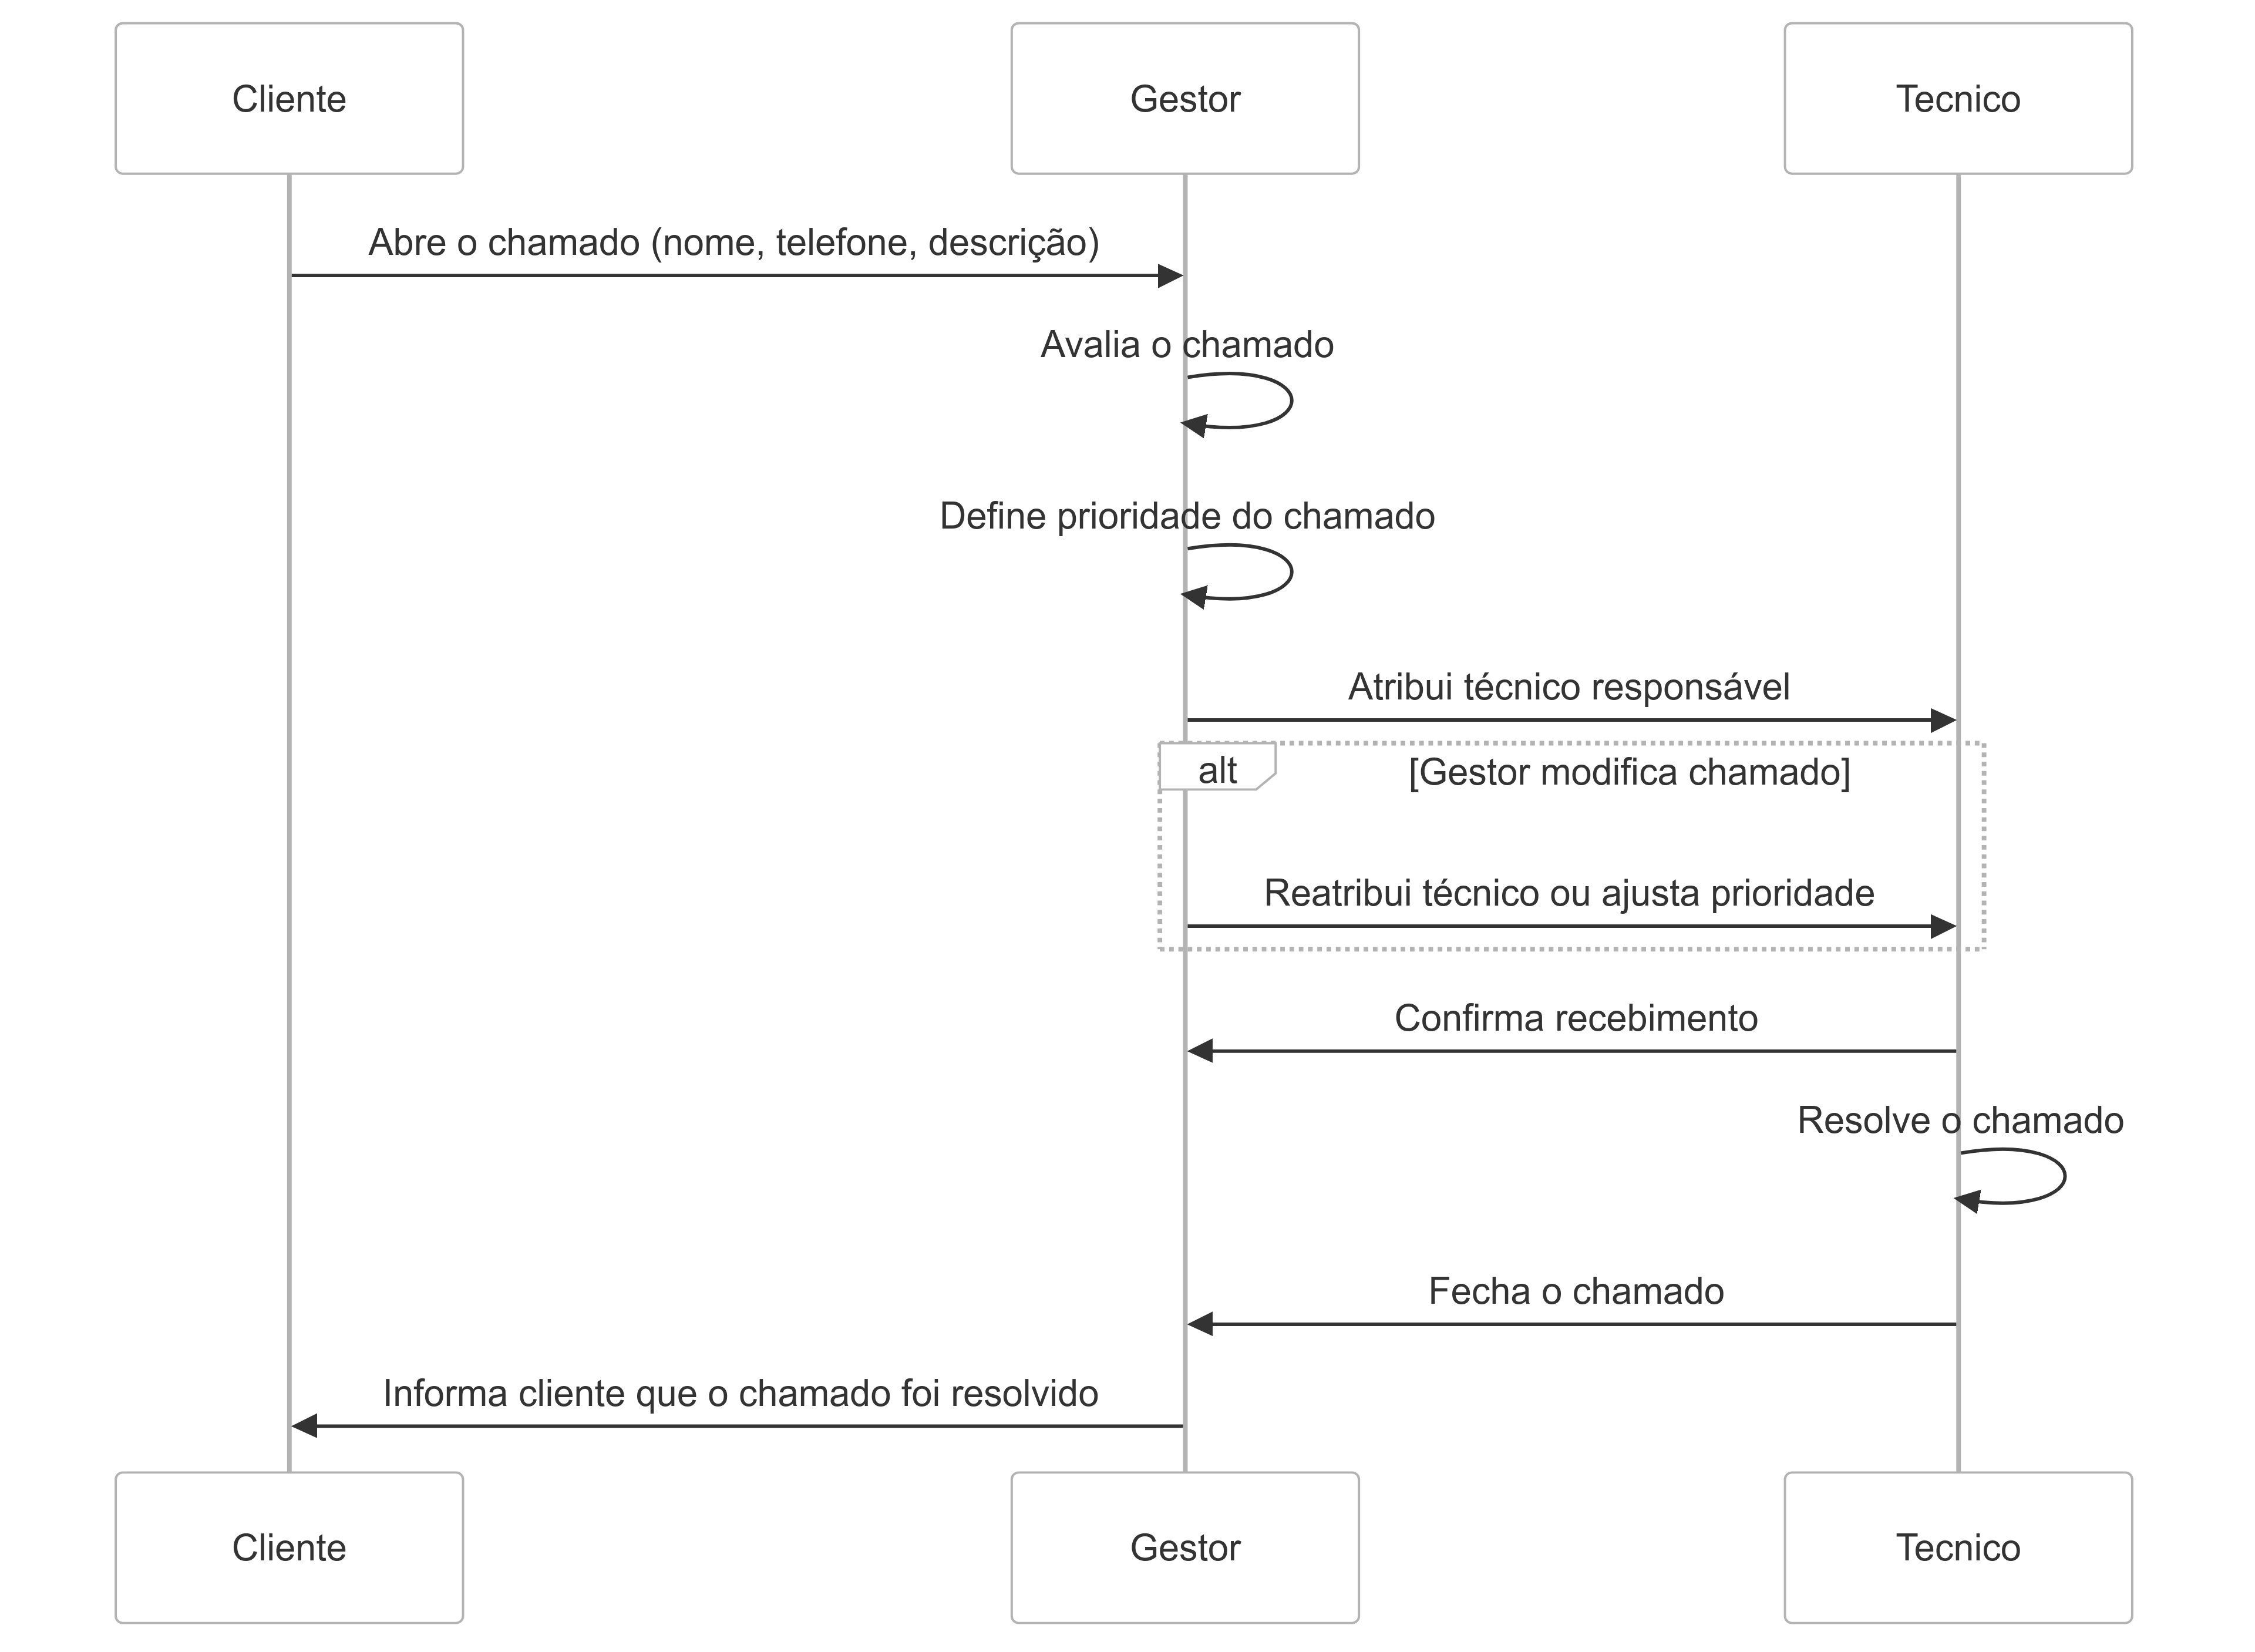 Cliente
Gestor
Tecnico
Abre o chamado (nome, telefone, descrição)
Avalia o chamado
Define prioridade do chamado
Atribui técnico responsável
alt
[Gestor modifica chamado]
Reatribui técnico ou ajusta prioridade
Confirma recebimento
Resolve o chamado
Fecha o chamado
Informa cliente que o chamado foi resolvido
Cliente
Gestor
Tecnico